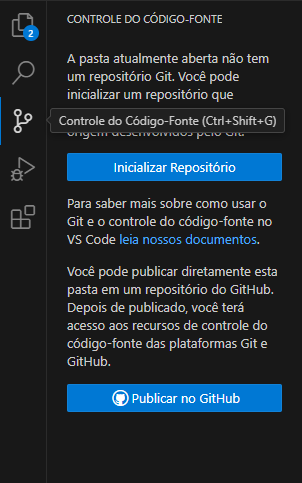 CONTROLE DO CÓDIGO-FONTE
2
A pasta atualmente aberta não tem
um repositório Git. Você pode
inicializar um repositório que
Controle do Código-Fonte (Ctrl+Shift+G)
origem desenvolvidos pelo Git.
Inicializar Repositório
Para saber mais sobre como usar o
Git e o controle do código-fonte no
VS Code leia nossos documentos.
Você pode publicar diretamente esta
pasta em um repositório do GitHub.
Depois de publicado, você terá
acesso aos recursos de controle do
código-fonte das plataformas Git e
GitHub.
Publicar no GitHub